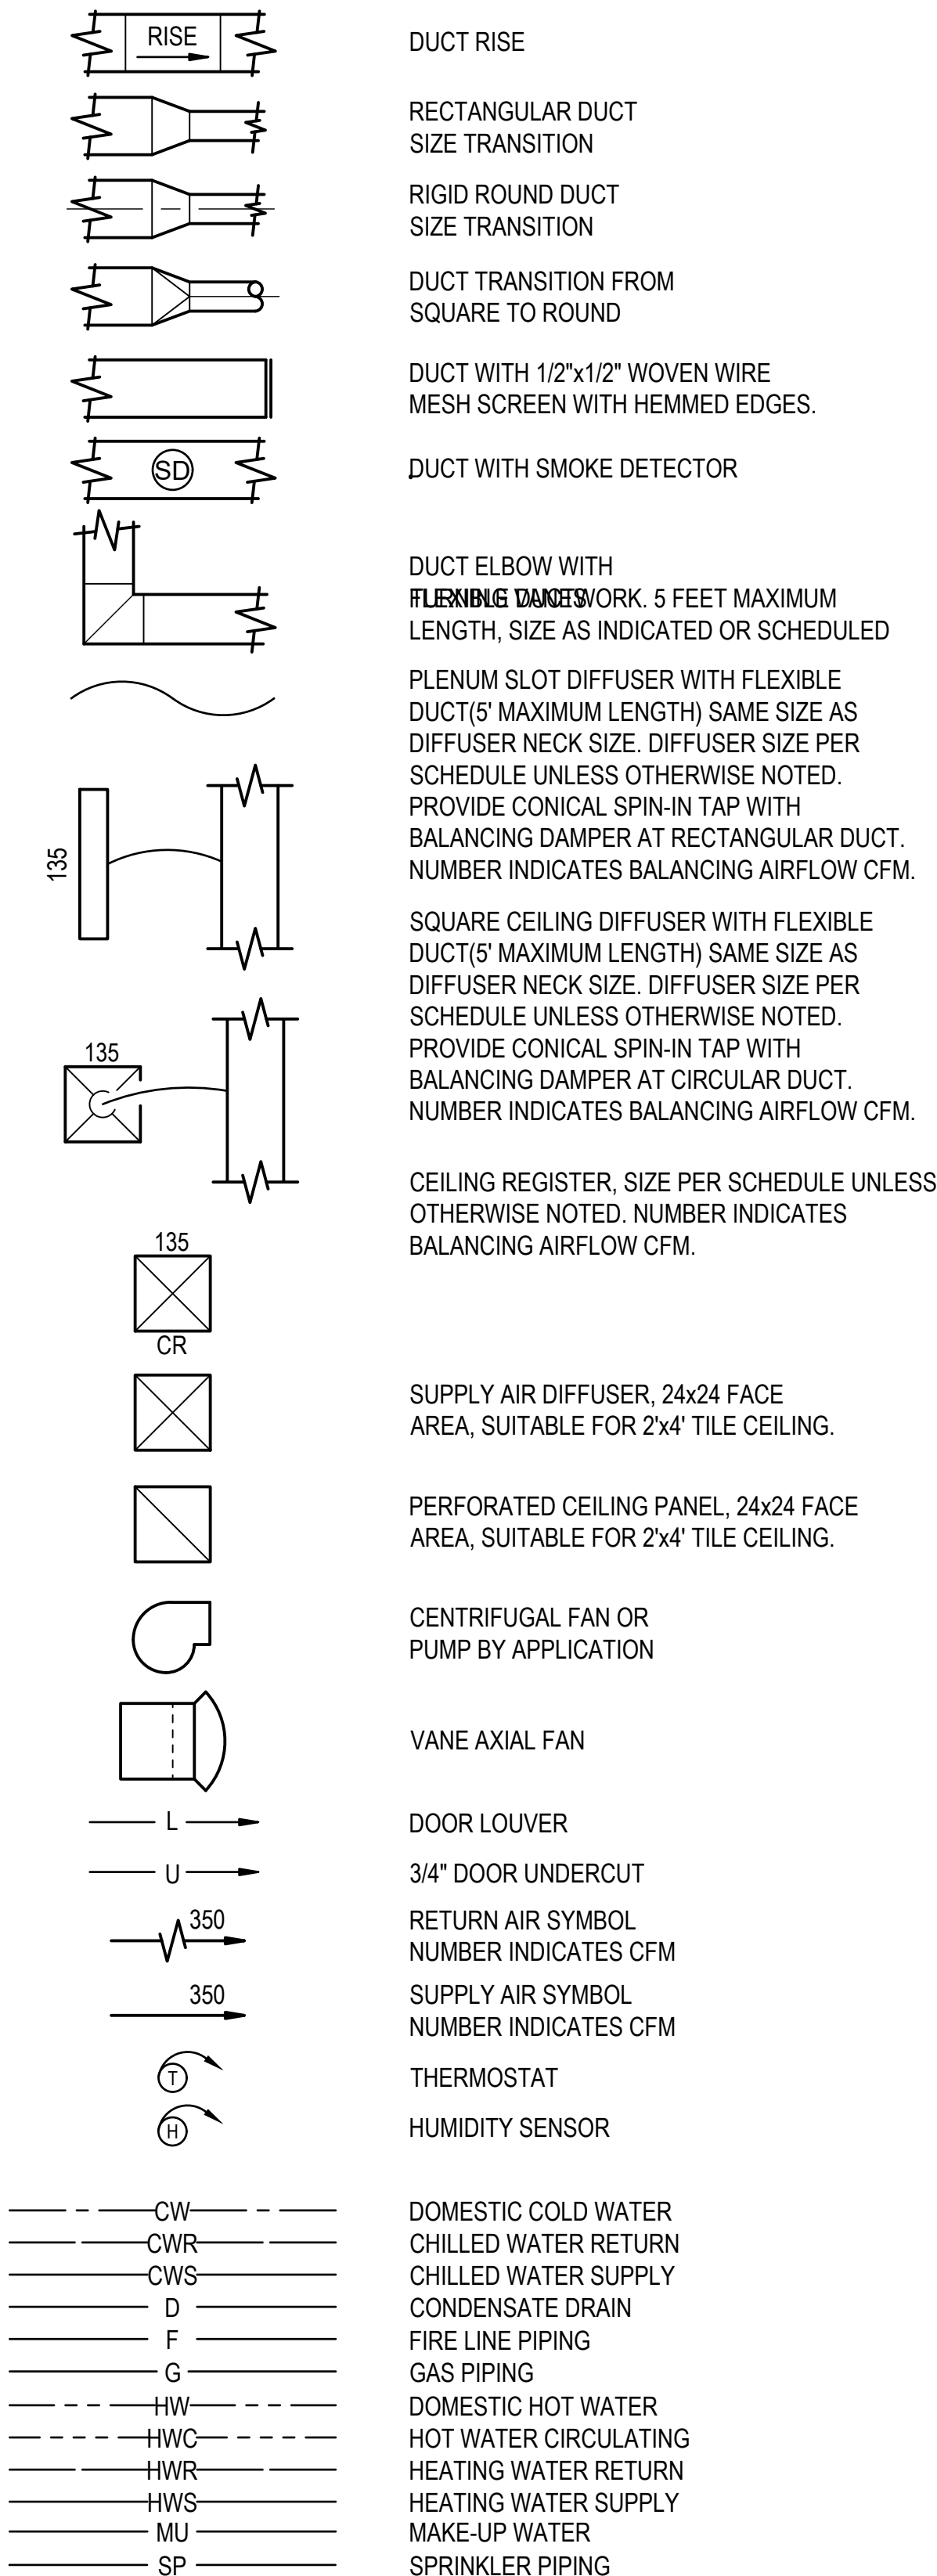 RISE
DUCT RISE
RECTANGULAR DUCT
SIZE TRANSITION
RIGID ROUND DUCT
SIZE TRANSITION
DUCT TRANSITION FROM
SQUARE TO ROUND
DUCT WITH 1/2"x1/2" WOVEN WIRE
MESH SCREEN WITH HEMMED EDGES.
SD
DUCT WITH SMOKE DETECTOR
DUCT ELBOW WITH
TURNING VANES
FLEXIBLE DUCTWORK. 5 FEET MAXIMUM
LENGTH, SIZE AS INDICATED OR SCHEDULED
PLENUM SLOT DIFFUSER WITH FLEXIBLE
DUCT(5' MAXIMUM LENGTH) SAME SIZE AS
DIFFUSER NECK SIZE. DIFFUSER SIZE PER
SCHEDULE UNLESS OTHERWISE NOTED.
PROVIDE CONICAL SPIN-IN TAP WITH
BALANCING DAMPER AT RECTANGULAR DUCT.
NUMBER INDICATES BALANCING AIRFLOW CFM.
135
SQUARE CEILING DIFFUSER WITH FLEXIBLE
DUCT(5' MAXIMUM LENGTH) SAME SIZE AS
DIFFUSER NECK SIZE. DIFFUSER SIZE PER
SCHEDULE UNLESS OTHERWISE NOTED.
PROVIDE CONICAL SPIN-IN TAP WITH
BALANCING DAMPER AT CIRCULAR DUCT.
NUMBER INDICATES BALANCING AIRFLOW CFM.
135
CEILING REGISTER, SIZE PER SCHEDULE UNLESS
OTHERWISE NOTED. NUMBER INDICATES
BALANCING AIRFLOW CFM.
135
CR
SUPPLY AIR DIFFUSER, 24x24 FACE
AREA, SUITABLE FOR 2'x4' TILE CEILING.
PERFORATED CEILING PANEL, 24x24 FACE
AREA, SUITABLE FOR 2'x4' TILE CEILING.
CENTRIFUGAL FAN OR
PUMP BY APPLICATION
VANE AXIAL FAN
L
DOOR LOUVER
U
3/4" DOOR UNDERCUT
350
RETURN AIR SYMBOL
NUMBER INDICATES CFM
350
SUPPLY AIR SYMBOL
NUMBER INDICATES CFM
T
THERMOSTAT
H
HUMIDITY SENSOR
CW DOMESTIC COLD WATER
CWR CHILLED WATER RETURN
CWS CHILLED WATER SUPPLY
D CONDENSATE DRAIN
F FIRE LINE PIPING
G GAS PIPING
HW DOMESTIC HOT WATER
HWC HOT WATER CIRCULATING
HWR HEATING WATER RETURN
HWS HEATING WATER SUPPLY
MU MAKE-UP WATER
SP SPRINKLER PIPING